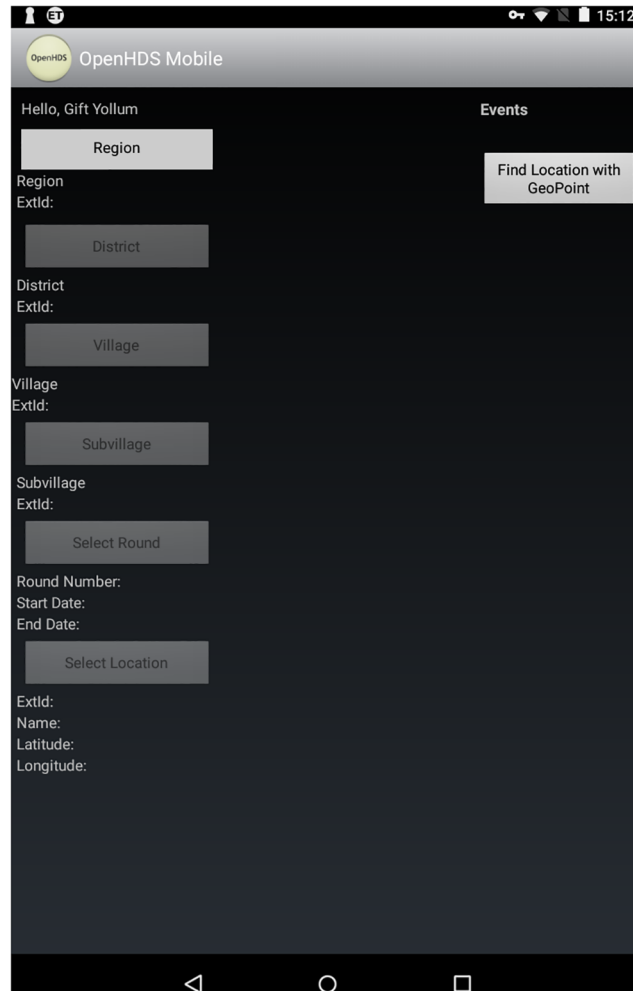 ET
15:12
OpenHDS
OpenHDS Mobile
Hello, Gift Yollum
Events
Region
Find Location with
GeoPoint
Region
ExtId:
District
District
ExtId:
Village
Village
ExtId:
Subvillage
Subvillage
ExtId:
Select Round
Round Number:
Start Date:
End Date:
Select Location
ExtId:
Name:
Latitude:
Longitude: